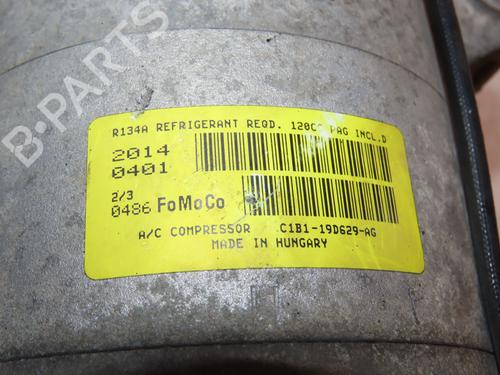 B-PARTS
R134A REFRIGERANT REQD. 120CC PAG INCL.D
2014
0401
2/3
0486 FoMoCo
A/C COMPRESSOR C1B1-19D629-AG
MADE IN HUNGARY